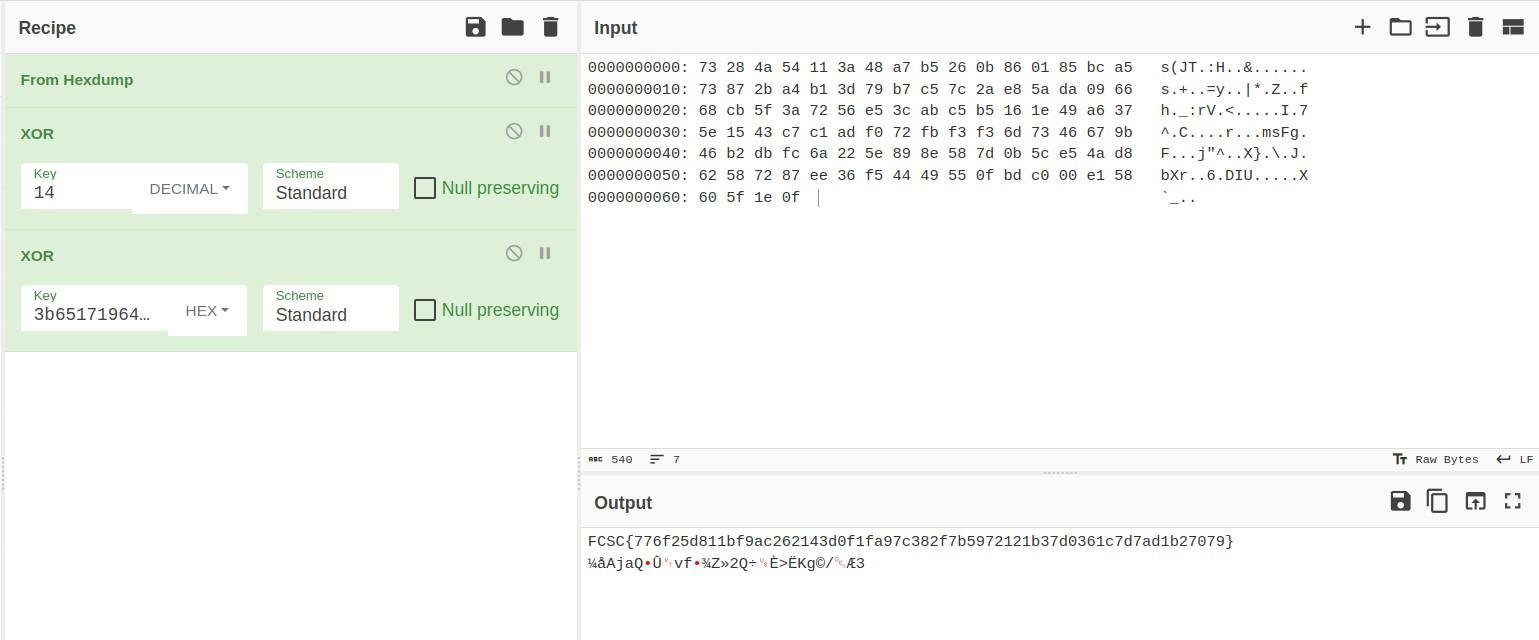 Recipe
From Hexdump
XOR
Key
14
DECIMAL
Scheme
Standard
Null preserving
XOR
Key
3b65171964…
HEX
Scheme
Standard
Null preserving
Input
0000000000: 73 28 4a 54 11 3a 48 a7 b5 26 0b 86 01 85 bc a5   s(JT.:H..&......
0000000010: 73 87 2b a4 b1 3d 79 b7 c5 7c 2a e8 5a da 09 66   s.+..=y..|*.Z..f
0000000020: 68 cb 5f 3a 72 56 e5 3c ab c5 b5 16 1e 49 a6 37   h._:rV.<.....I.7
0000000030: 5e 15 43 c7 c1 ad f0 72 fb f3 f3 6d 73 46 67 9b   ^.C....r...msFg.
0000000040: 46 b2 db fc 6a 22 5e 89 8e 58 7d 0b 5c e5 4a d8   F...j"^..X}.\.J.
0000000050: 62 58 72 87 ee 36 f5 44 49 55 0f bd c0 00 e1 58   bXr..6.DIU.....X
0000000060: 60 5f 1e 0f   `_..
ABC 540
7
Tт Raw Bytes
LF
Output
FCSC{776f25d811bf9ac262143d0f1fa97c382f7b5972121b37d0361c7d7ad1b27079}
¼åAjaQ•Û vf•¾Z»2Q÷ È>ËKg©/ Æ3